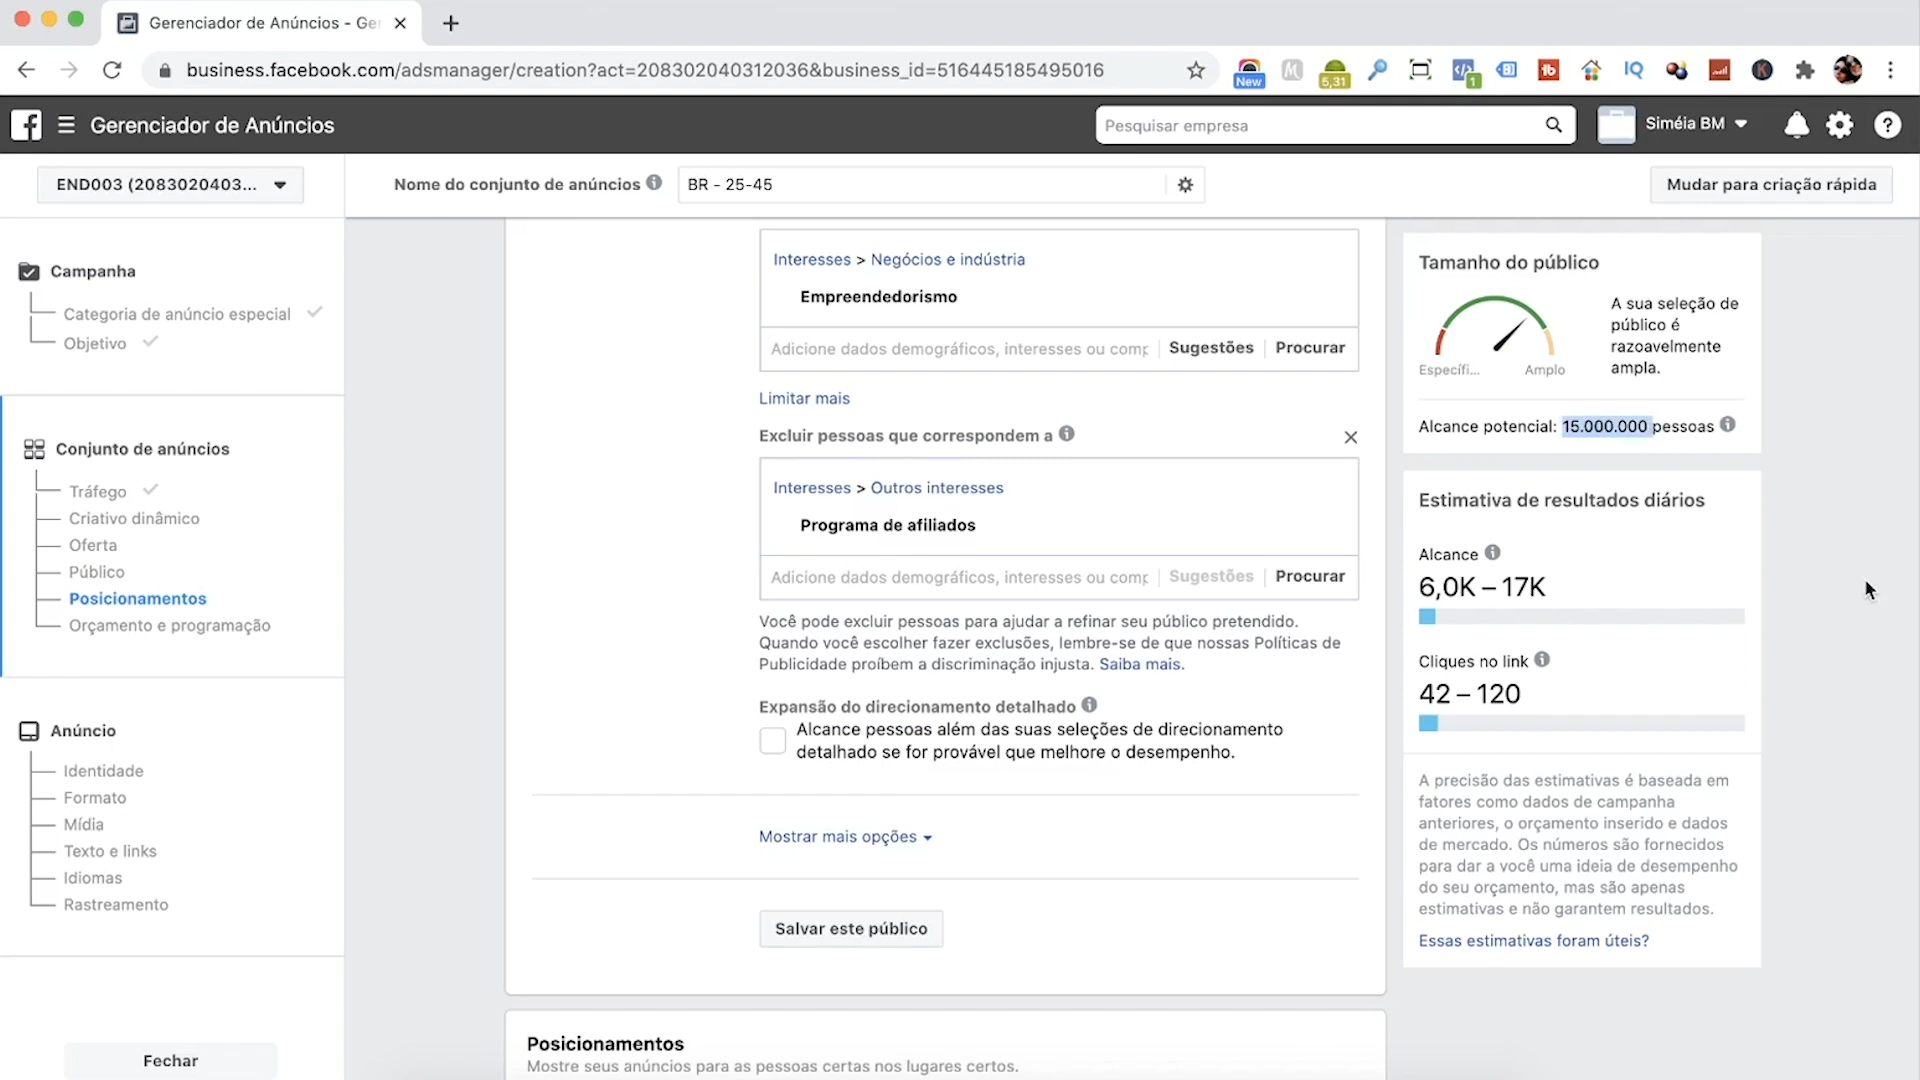 Gerenciador de Anúncios - Ger
business.facebook.com/adsmanager/creation?act=208302040312036&business_id=516445185495016
New
5,31
1
IQ
Gerenciador de Anúncios
Pesquisar empresa
Siméia BM
END003 (2083020403...
Nome do conjunto de anúncios
BR - 25-45
Mudar para criação rápida
Campanha
Categoria de anúncio especial
Objetivo
Conjunto de anúncios
Tráfego
Criativo dinâmico
Oferta
Público
Posicionamentos
Orçamento e programação
Anúncio
Identidade
Formato
Mídia
Texto e links
Idiomas
Rastreamento
Fechar
Interesses > Negócios e indústria
Empreendedorismo
Adicione dados demográficos, interesses ou comp
Sugestões
Procurar
Limitar mais
Excluir pessoas que correspondem a
Interesses > Outros interesses
Programa de afiliados
Adicione dados demográficos, interesses ou comp
Sugestões
Procurar
Você pode excluir pessoas para ajudar a refinar seu público pretendido.
Quando você escolher fazer exclusões, lembre-se de que nossas Políticas de
Publicidade proíbem a discriminação injusta. Saiba mais.
Expansão do direcionamento detalhado
Alcance pessoas além das suas seleções de direcionamento
detalhado se for provável que melhore o desempenho.
Mostrar mais opções
Salvar este público
Posicionamentos
Mostre seus anúncios para as pessoas certas nos lugares certos.
Tamanho do público
Específi...
Amplo
A sua seleção de
público é
razoavelmente
ampla.
Alcance potencial: 15.000.000 pessoas
Estimativa de resultados diários
Alcance
6,0K – 17K
Cliques no link
42 – 120
A precisão das estimativas é baseada em
fatores como dados de campanha
anteriores, o orçamento inserido e dados
de mercado. Os números são fornecidos
para dar a você uma ideia de desempenho
do seu orçamento, mas são apenas
estimativas e não garantem resultados.
Essas estimativas foram úteis?